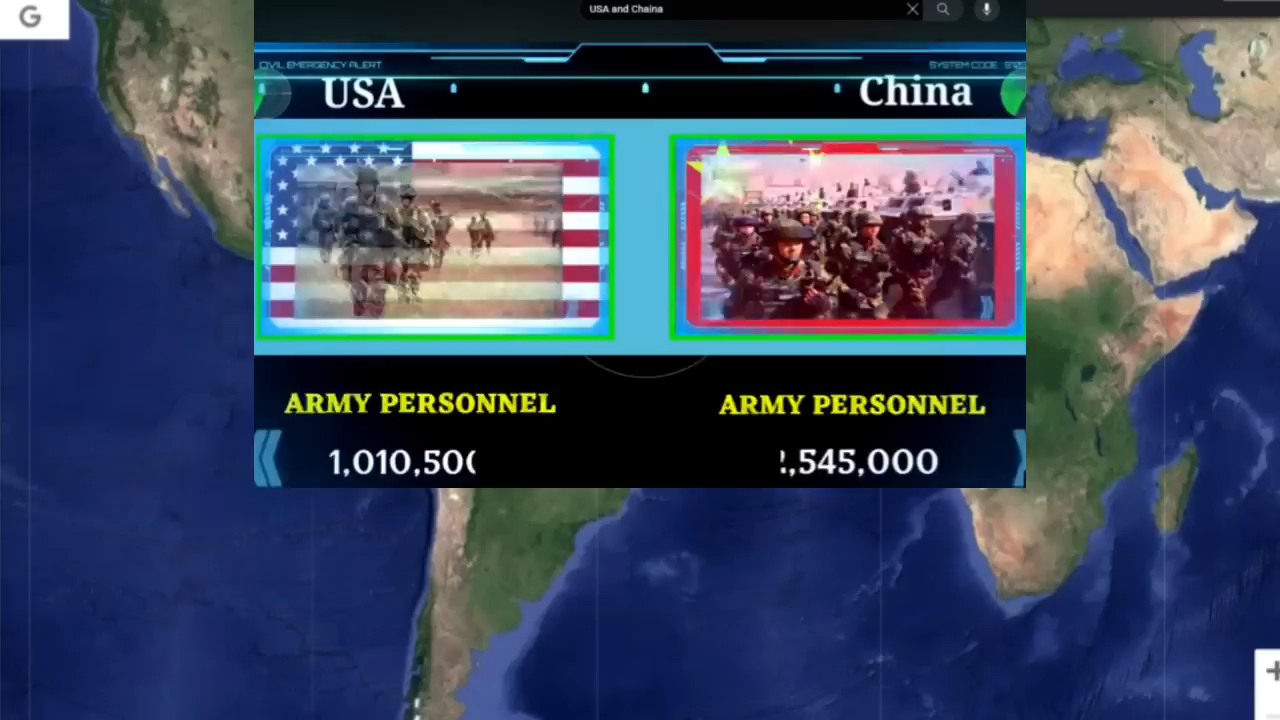 G
USA and Chaina
CIVIL EMERGENCY ALERT
SYSTEM CODE
USA
China
ARMY PERSONNEL
ARMY PERSONNEL
1,010,50
,545,000